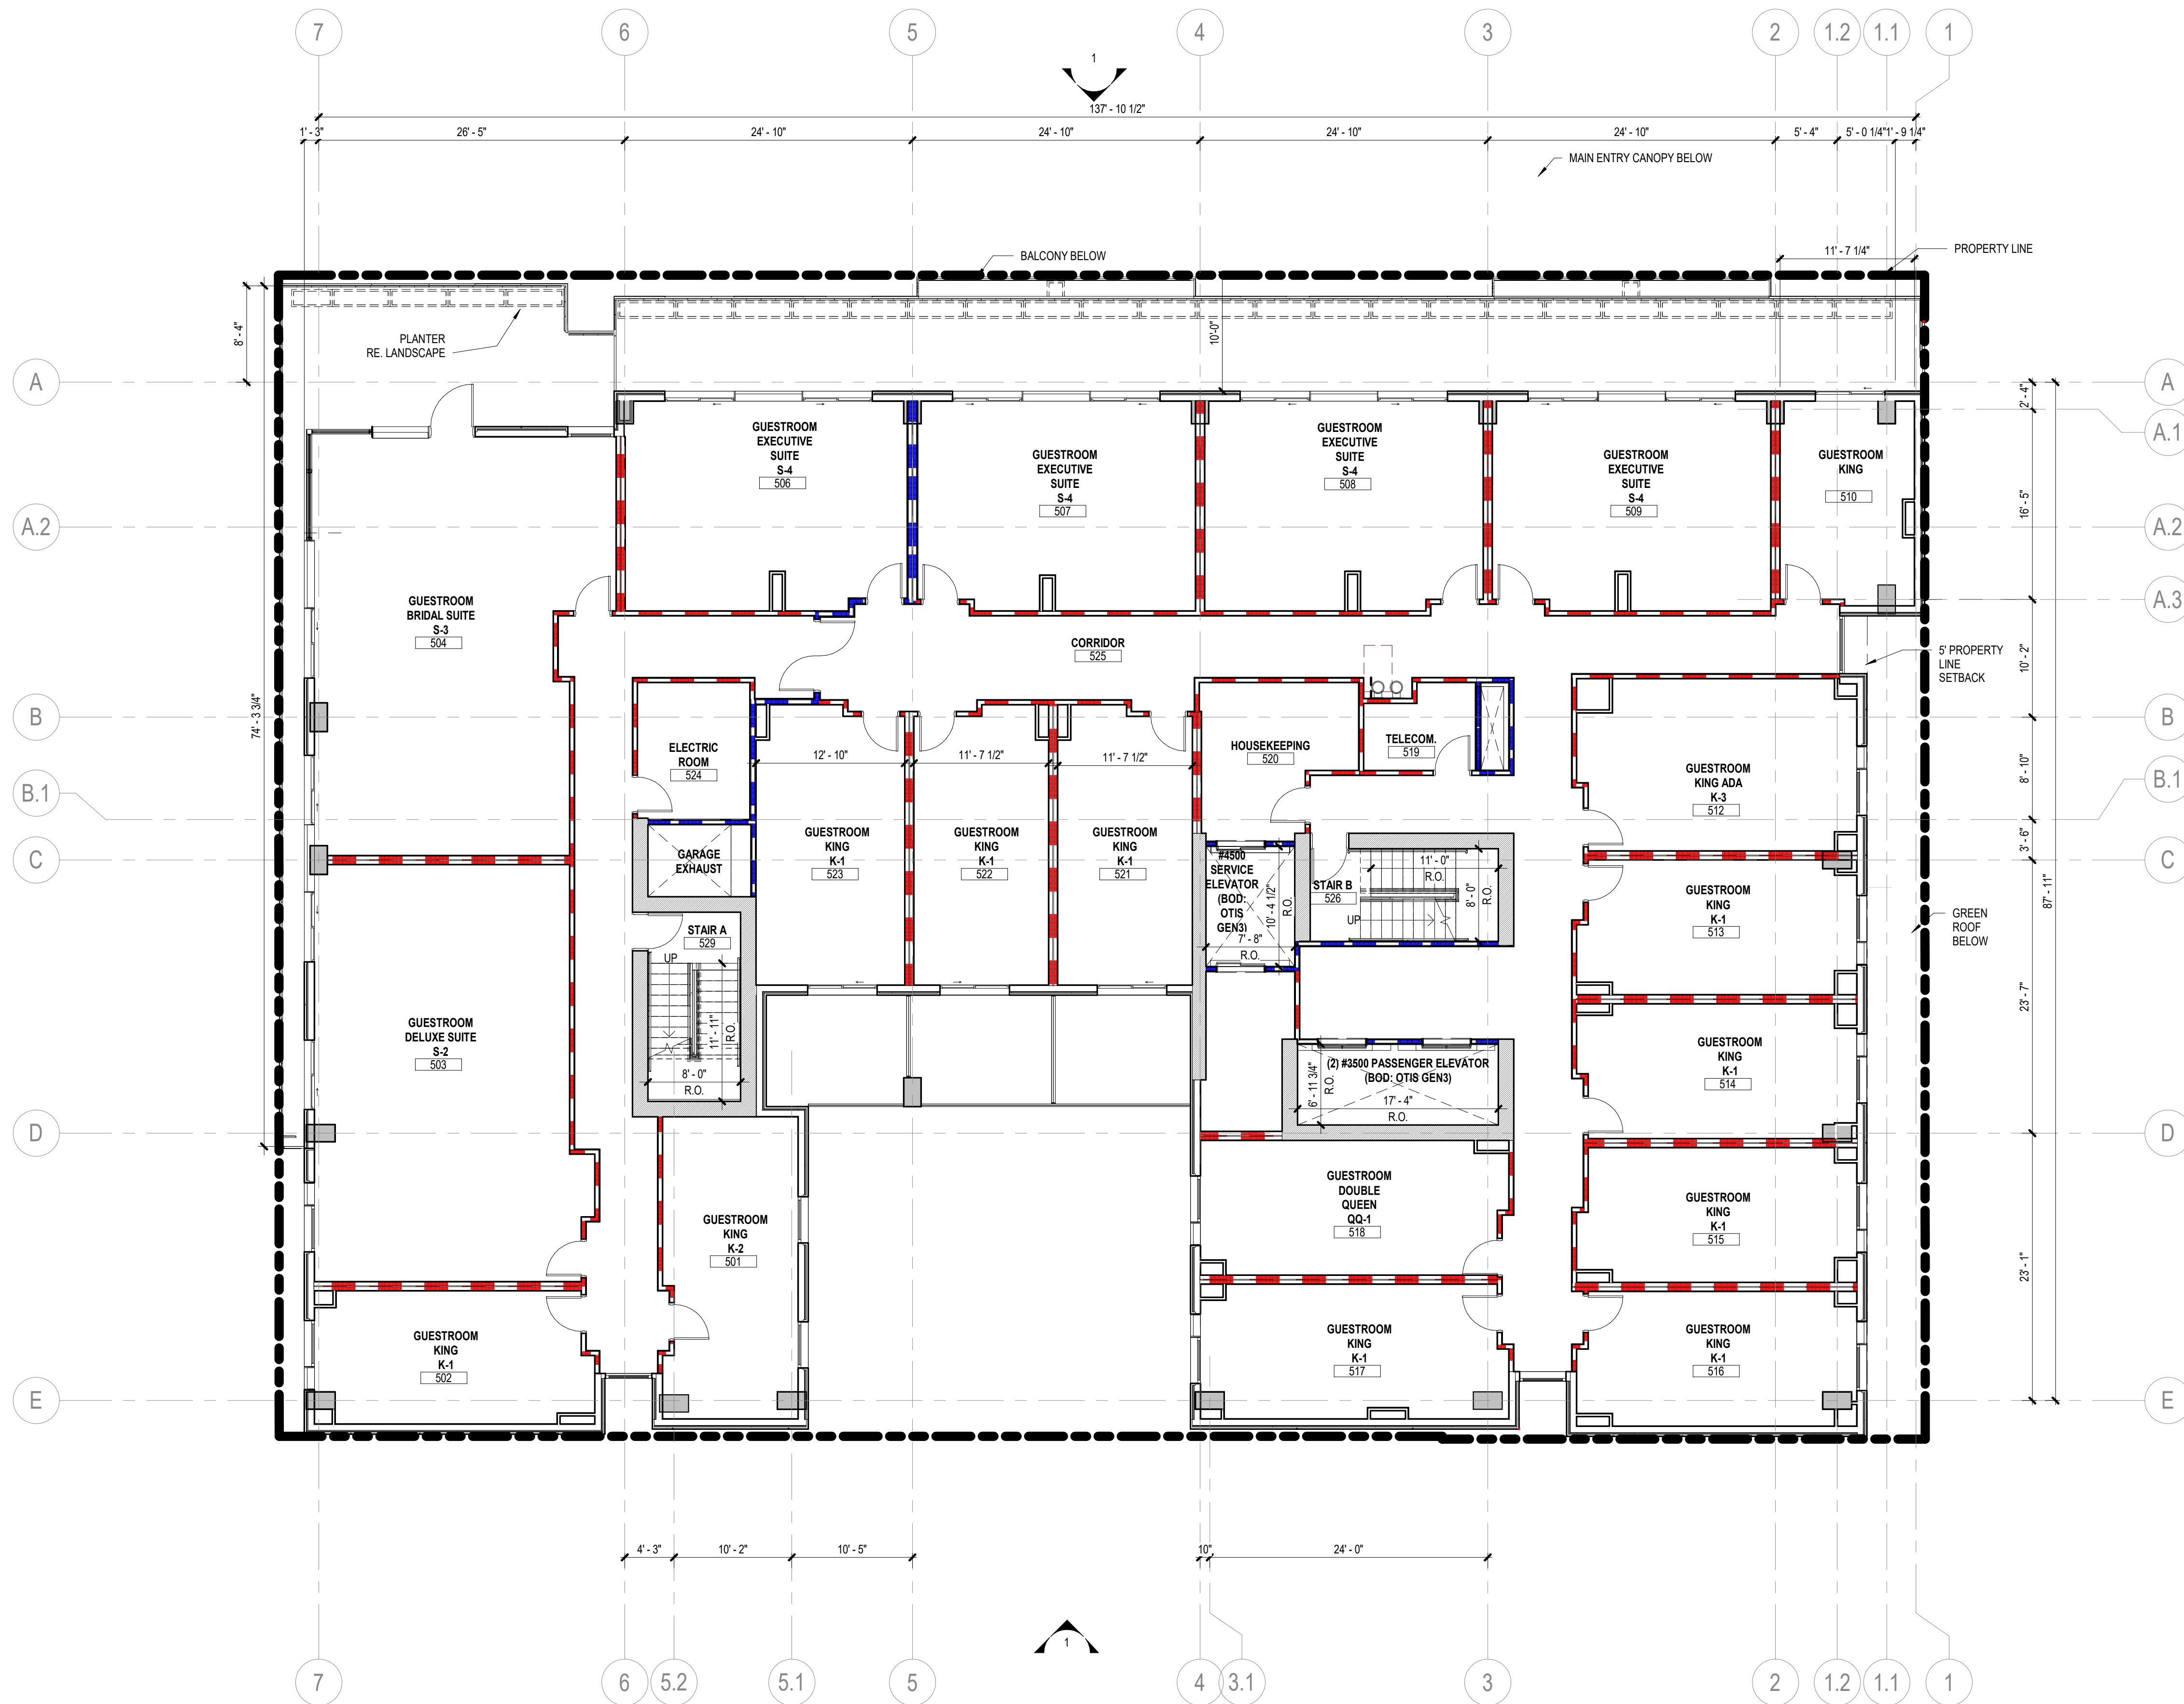 7
6
5
4
3
2
1.2
1.1
1
1
137' - 10 1/2"
1' - 3"
26' - 5"
24' - 10"
24' - 10"
24' - 10"
24' - 10"
5' - 4"
5' - 0 1/4"
1' - 9 1/4"
MAIN ENTRY CANOPY BELOW
BALCONY BELOW
11' - 7 1/4"
PROPERTY LINE
8' - 4"
PLANTER
RE. LANDSCAPE
10'-0"
A
A
2' - 4"
A.1
GUESTROOM
EXECUTIVE
SUITE
S-4
506
GUESTROOM
EXECUTIVE
SUITE
S-4
507
GUESTROOM
EXECUTIVE
SUITE
S-4
508
GUESTROOM
EXECUTIVE
SUITE
S-4
509
GUESTROOM
KING
510
16' - 5"
A.2
A.2
A.3
GUESTROOM
BRIDAL SUITE
S-3
504
CORRIDOR
525
5' PROPERTY
LINE
SETBACK
10' - 2"
74' - 3 3/4"
B
B
ELECTRIC
ROOM
524
12' - 10"
11' - 7 1/2"
11' - 7 1/2"
HOUSEKEEPING
520
TELECOM.
519
GUESTROOM
KING ADA
K-3
512
8' - 10"
B.1
B.1
GARAGE
EXHAUST
GUESTROOM
KING
K-1
523
GUESTROOM
KING
K-1
522
GUESTROOM
KING
K-1
521
#4500
SERVICE
ELEVATOR
(BOD:
OTIS
GEN3)
10' - 4 1/2"
R.O.
7' - 8"
R.O.
STAIR B
526
UP
11' - 0"
R.O.
8' - 0"
R.O.
3' - 6"
C
C
87' - 11"
GUESTROOM
KING
K-1
513
GREEN
ROOF
BELOW
STAIR A
529
UP
11' - 11"
R.O.
8' - 0"
R.O.
23' - 7"
GUESTROOM
DELUXE SUITE
S-2
503
(2) #3500 PASSENGER ELEVATOR
(BOD: OTIS GEN3)
6' - 11 3/4"
R.O.
17' - 4"
R.O.
GUESTROOM
KING
K-1
514
D
D
GUESTROOM
KING
K-2
501
GUESTROOM
DOUBLE
QUEEN
QQ-1
518
GUESTROOM
KING
K-1
515
23' - 1"
GUESTROOM
KING
K-1
502
GUESTROOM
KING
K-1
517
GUESTROOM
KING
K-1
516
E
E
4' - 3"
10' - 2"
10' - 5"
10"
24' - 0"
1
7
6
5.2
5.1
5
4
3.1
3
2
1.2
1.1
1